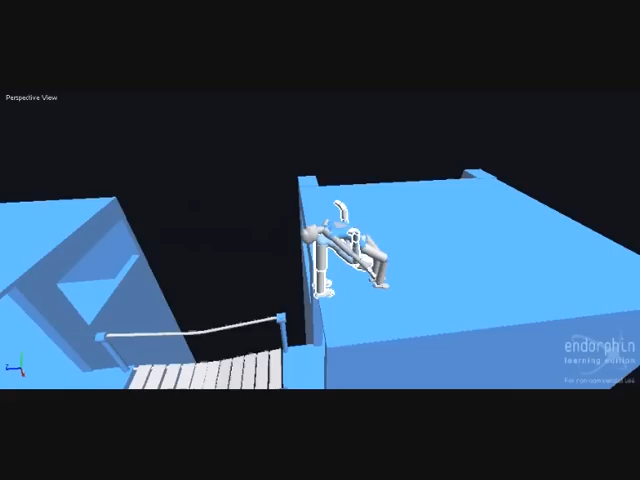 Perspective View
endorphin
learning edition
For non-commercial use